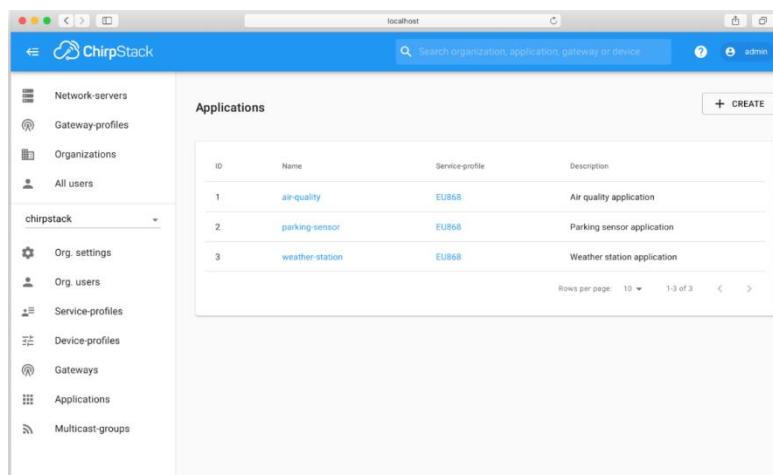 localhost
ChirpStack
Search organization, application, gateway or device
? admin
Network-servers
Gateway-profiles
Organizations
All users
chirpstack
Org. settings
Org. users
Service-profiles
Device-profiles
Gateways
Applications
Multicast-groups
Applications
+ CREATE
ID Name Service-profile Description
1 air-quality EU868 Air quality application
2 parking-sensor EU868 Parking sensor application
3 weather-station EU868 Weather station application
Rows per page: 10 1-3 of 3 < >